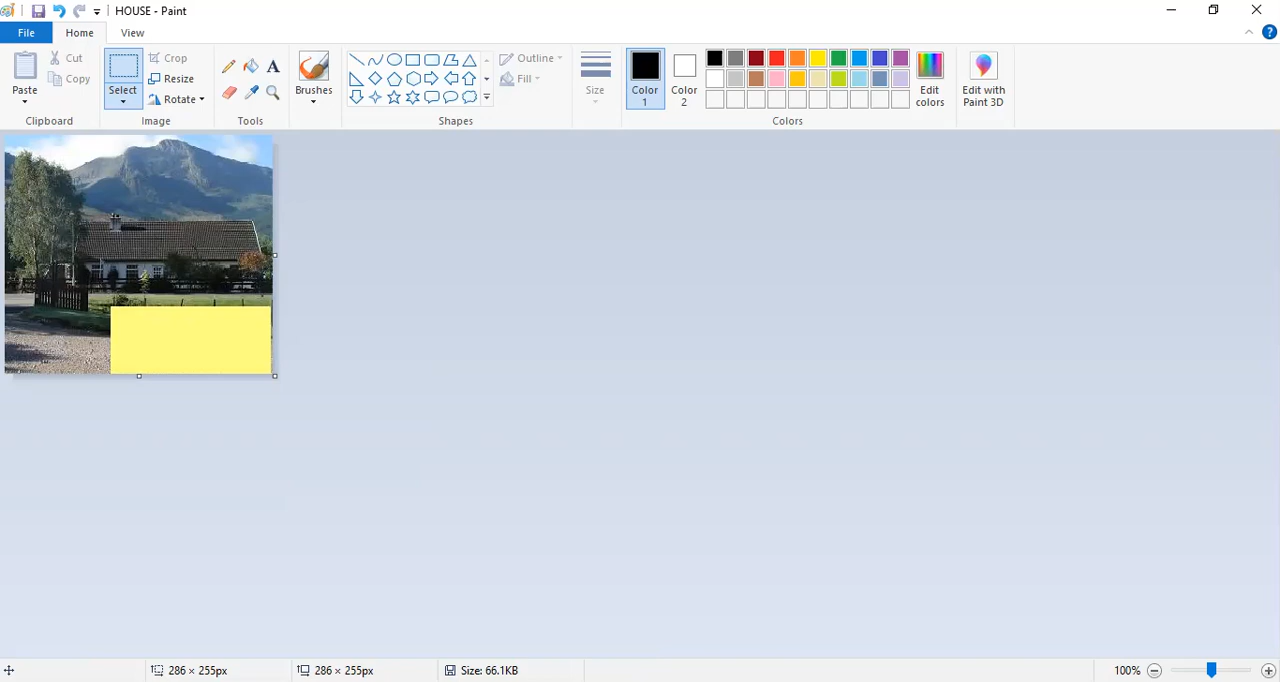 HOUSE - Paint
File
Home
View
Paste
Cut
Copy
Clipboard
Select
Crop
Resize
Rotate
Image
Tools
Brushes
Shapes
Outline
Fill
Size
Color 1
Color 2
Edit colors
Colors
Edit with Paint 3D
286 × 255px
286 × 255px
Size: 66.1KB
100%